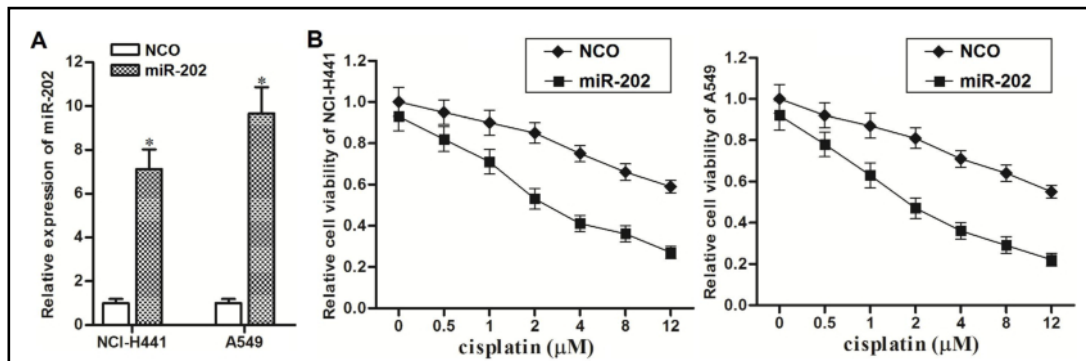 A
NCO
miR-202
Relative expression of miR-202
12
10
8
6
4
2
0
*
*
NCI-H441
A549
B
NCO
miR-202
Relative cell viability of NCI-H441
1.2
1.0
0.8
0.6
0.4
0.2
0.0
0 0.5 1 2 4 8 12
cisplatin (μM)
NCO
miR-202
Relative cell viability of A549
1.2
1.0
0.8
0.6
0.4
0.2
0.0
0 0.5 1 2 4 8 12
cisplatin (μM)